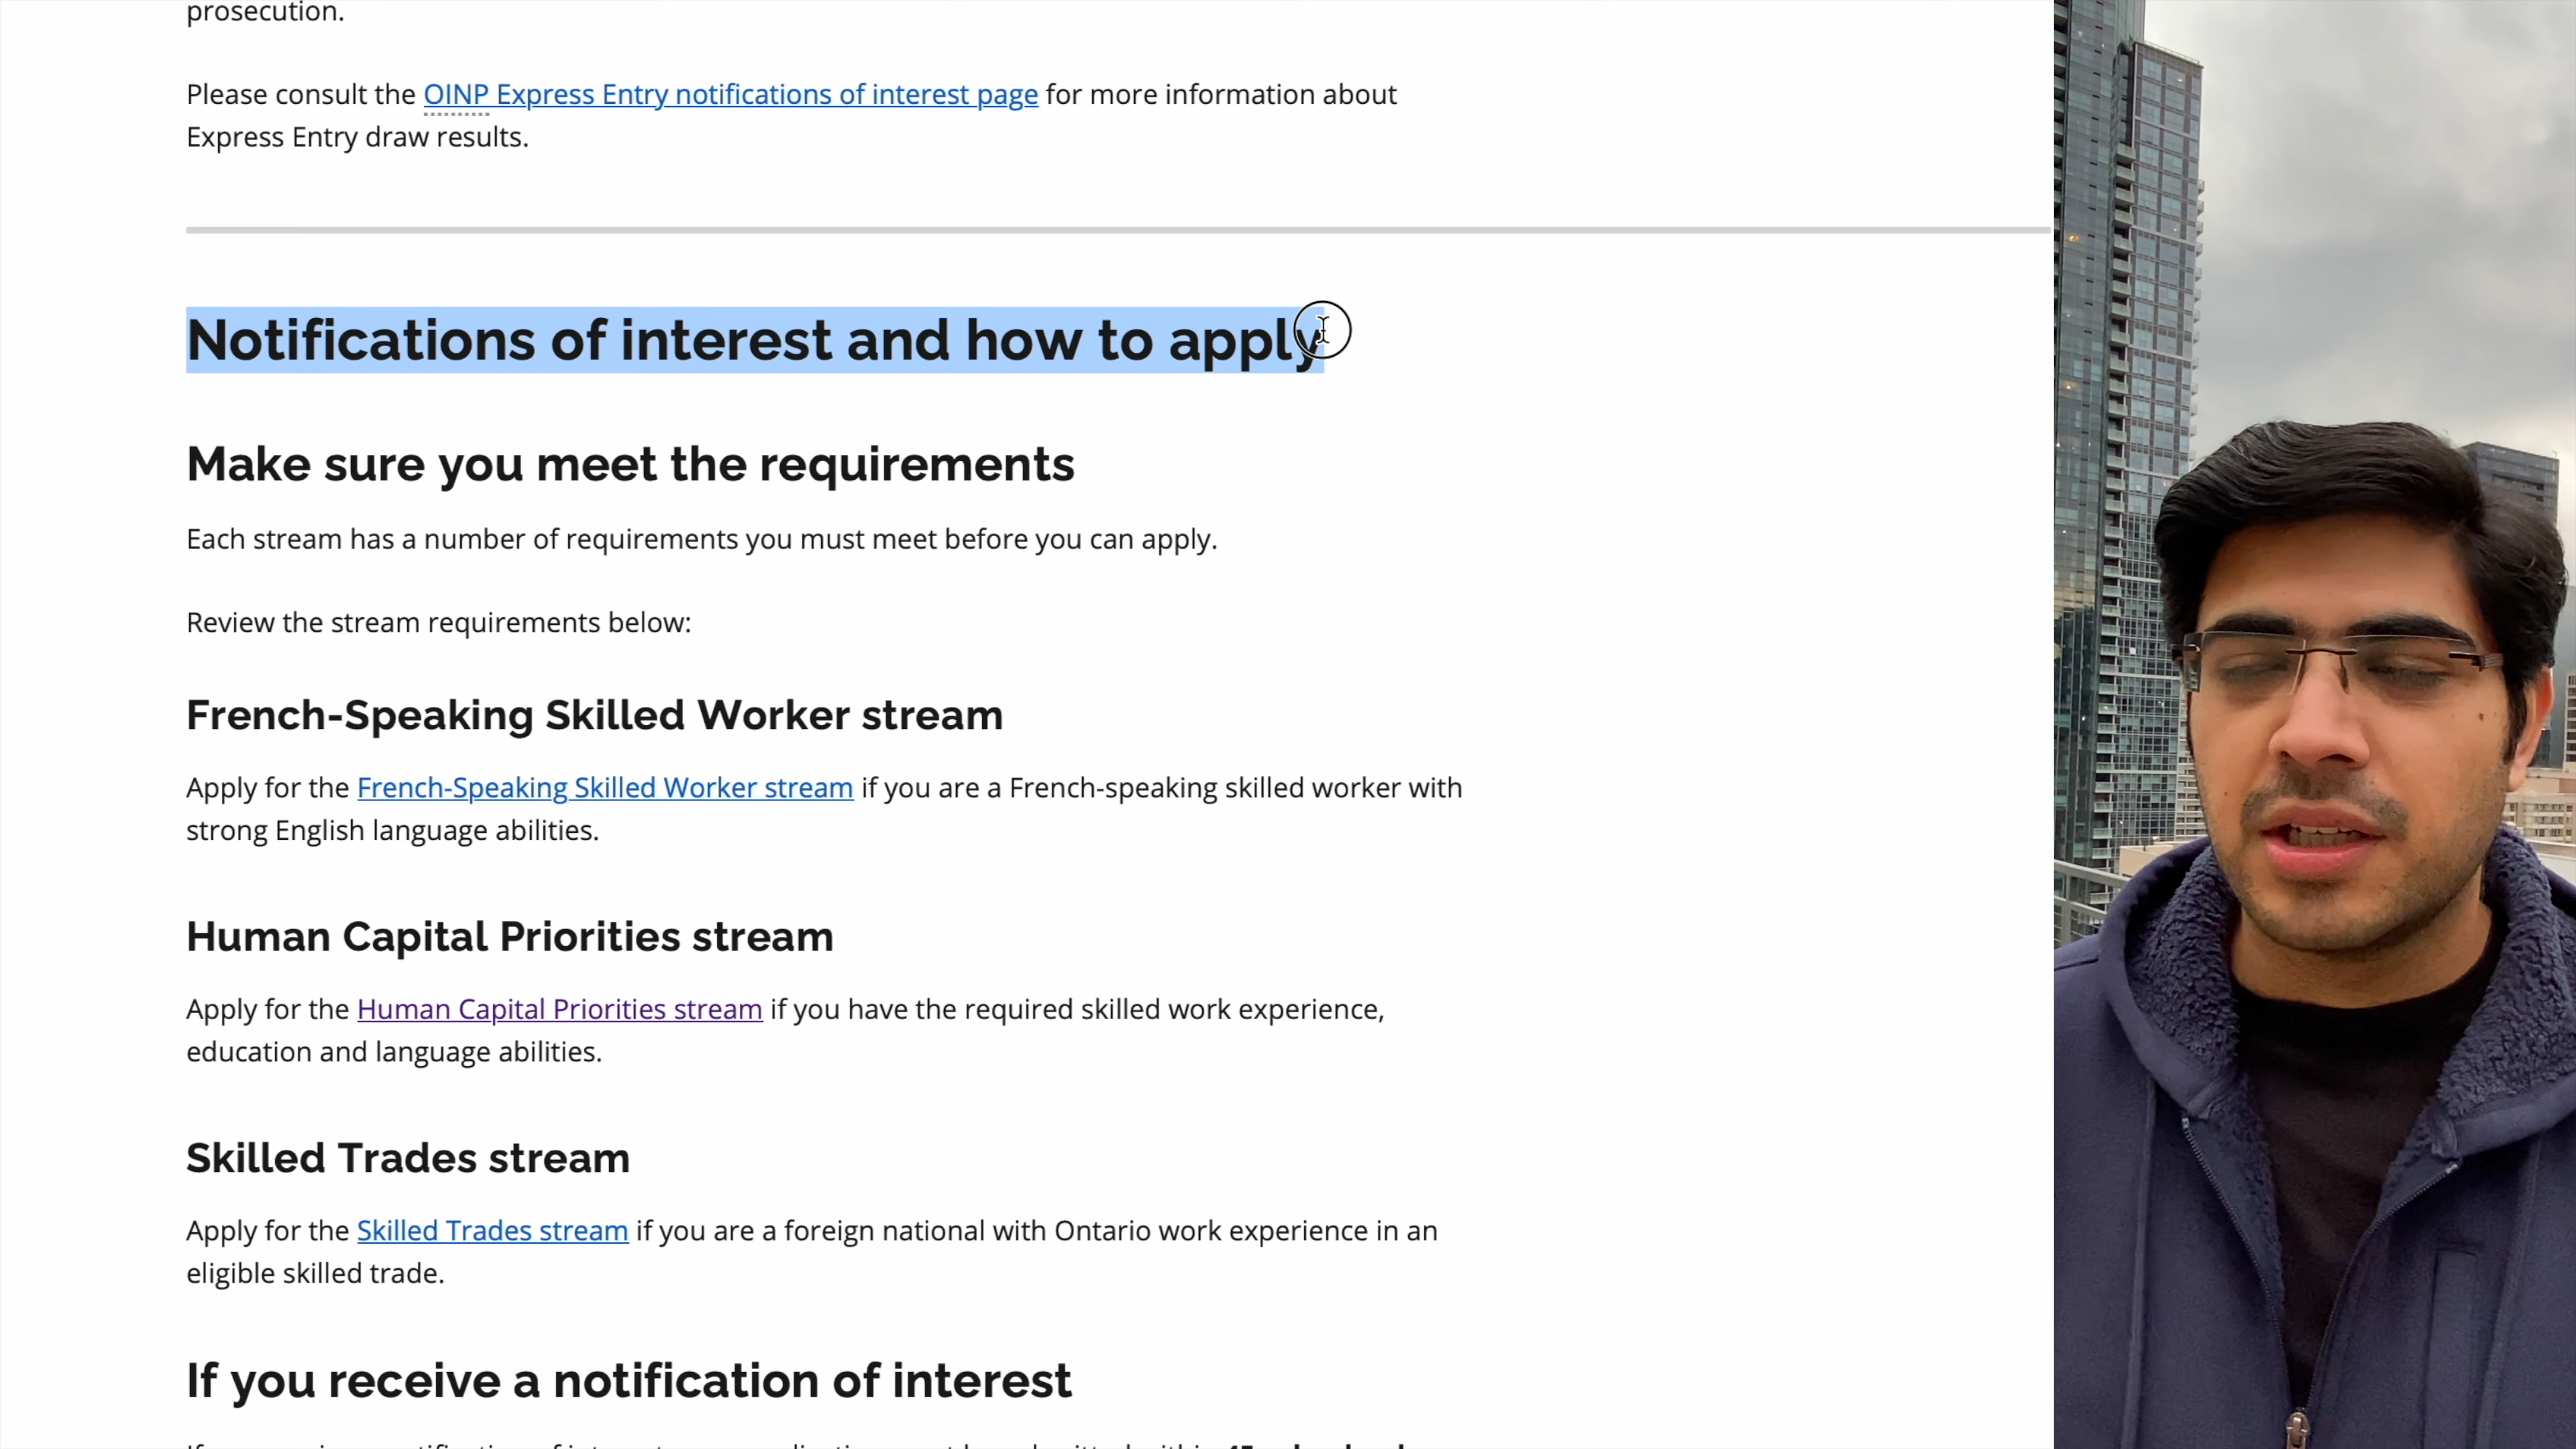 prosecution.
Please consult the OINP Express Entry notifications of interest page for more information about
Express Entry draw results.
Notifications of interest and how to apply
Make sure you meet the requirements
Each stream has a number of requirements you must meet before you can apply.
Review the stream requirements below:
French-Speaking Skilled Worker stream
Apply for the French-Speaking Skilled Worker stream if you are a French-speaking skilled worker with
strong English language abilities.
Human Capital Priorities stream
Apply for the Human Capital Priorities stream if you have the required skilled work experience,
education and language abilities.
Skilled Trades stream
Apply for the Skilled Trades stream if you are a foreign national with Ontario work experience in an
eligible skilled trade.
If you receive a notification of interest